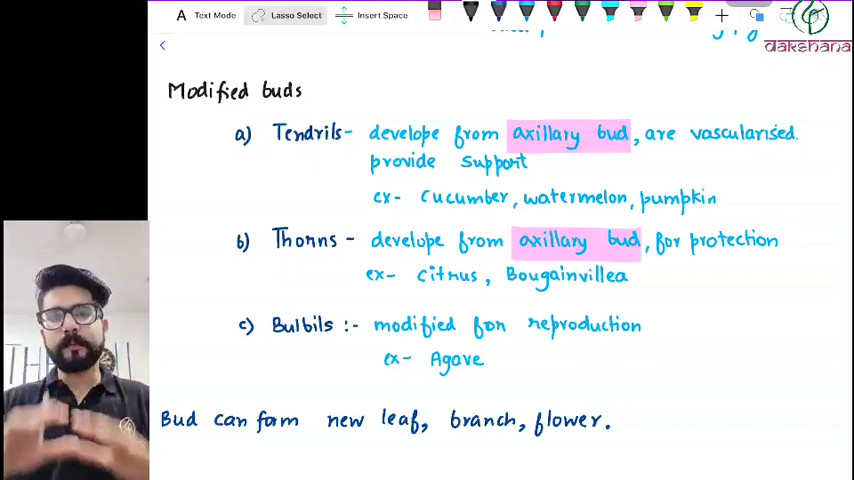 A Text Mode Lasso Select Insert Space
dakshana
Modified buds
a) Tendrils- develope from axillary bud, are vascularised.
provide support
ex- Cucumber, watermelon, pumpkin
b) Thorns - develope from axillary bud, for protection
ex- Citrus, Bougainvillea
c) Bulbils :- modified for reproduction
ex- Agave
Bud can form new leaf, branch, flower.